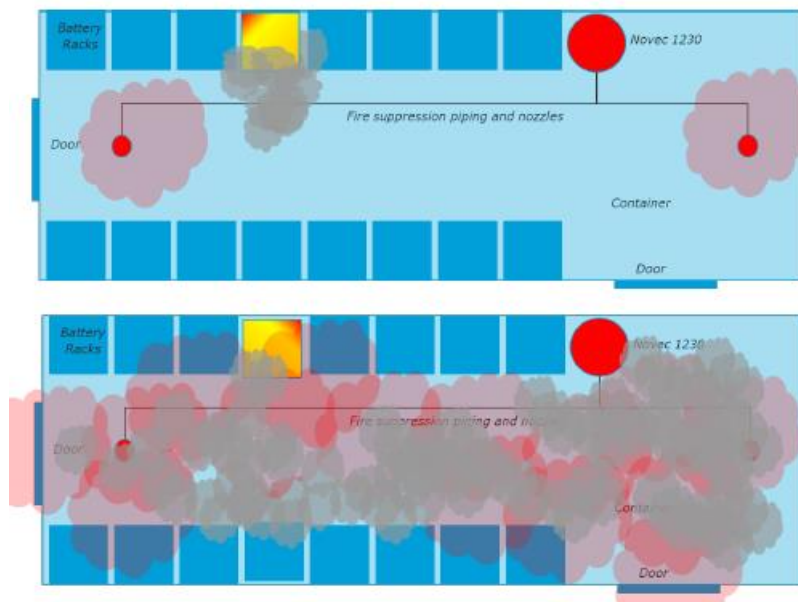 Battery
Racks
Novec 1230
Fire suppression piping and nozzles
Door
Container
Door
Battery
Racks
Novec 1230
Fire suppression piping and
Door
Container
Door